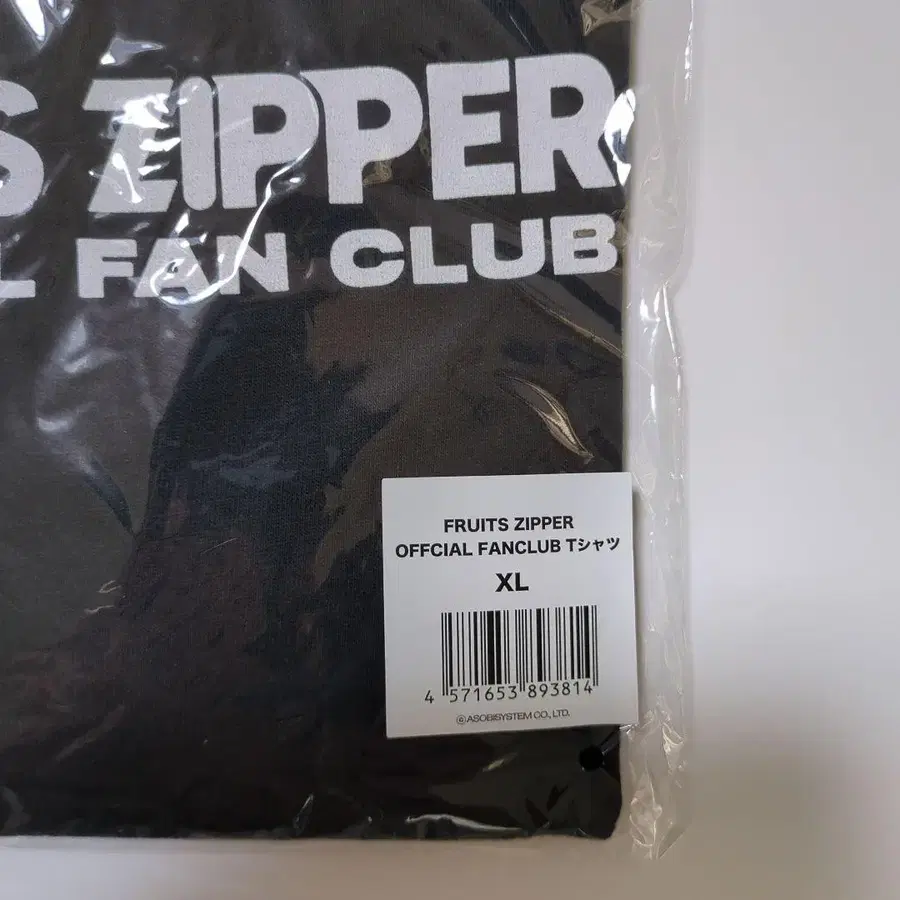 S ZIPPER
L FAN CLUB
FRUITS ZIPPER
OFFCIAL FANCLUB Tシャツ
XL
4 571653 893814
©ASOBISYSTEM CO., LTD.